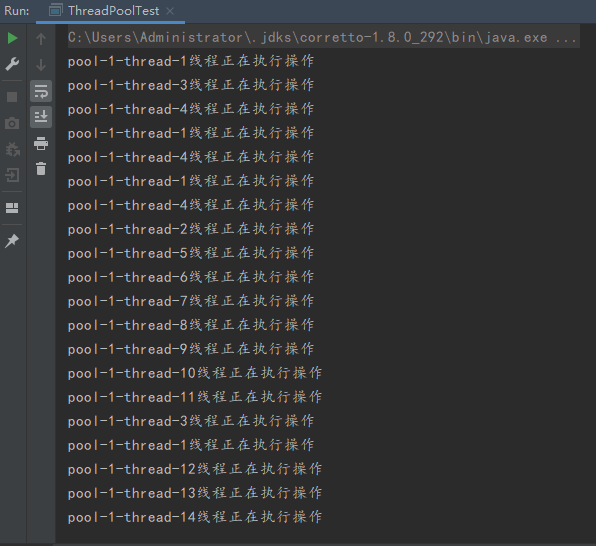 Run: ThreadPoolTest ×
C:\Users\Administrator\.jdks\corretto-1.8.0_292\bin\java.exe ...
pool-1-thread-1线程正在执行操作
pool-1-thread-3线程正在执行操作
pool-1-thread-4线程正在执行操作
pool-1-thread-1线程正在执行操作
pool-1-thread-4线程正在执行操作
pool-1-thread-1线程正在执行操作
pool-1-thread-4线程正在执行操作
pool-1-thread-2线程正在执行操作
pool-1-thread-5线程正在执行操作
pool-1-thread-6线程正在执行操作
pool-1-thread-7线程正在执行操作
pool-1-thread-8线程正在执行操作
pool-1-thread-9线程正在执行操作
pool-1-thread-10线程正在执行操作
pool-1-thread-11线程正在执行操作
pool-1-thread-3线程正在执行操作
pool-1-thread-1线程正在执行操作
pool-1-thread-12线程正在执行操作
pool-1-thread-13线程正在执行操作
pool-1-thread-14线程正在执行操作